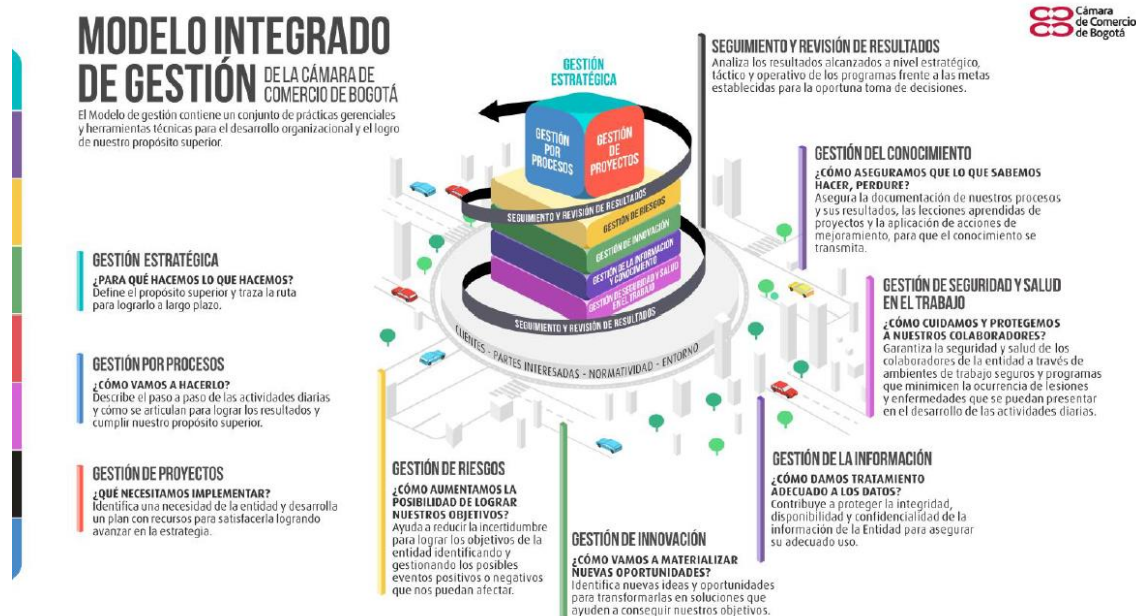 MODELO INTEGRADO
DE GESTIÓN DE LA CÁMARA DE
COMERCIO DE BOGOTÁ
El Modelo de gestión contiene un conjunto de prácticas gerenciales
y herramientas técnicas para el desarrollo organizacional y el logro
de nuestro propósito superior.
Cámara
de Comercio
de Bogotá
GESTIÓN
ESTRATÉGICA
GESTIÓN
POR
PROCESOS
GESTIÓN
DE
PROYECTOS
SEGUIMIENTO Y REVISIÓN DE RESULTADOS
GESTIÓN DE RIESGOS
GESTIÓN DE INNOVACIÓN
GESTIÓN DE LA INFORMACIÓN
Y CONOCIMIENTO
GESTIÓN DE SEGURIDAD Y SALUD
EN EL TRABAJO
SEGUIMIENTO Y REVISIÓN DE RESULTADOS
CLIENTES - PARTES INTERESADAS - NORMATIVIDAD - ENTORNO
SEGUIMIENTO Y REVISIÓN DE RESULTADOS
Analiza los resultados alcanzados a nivel estratégico,
táctico y operativo de los programas frente a las metas
establecidas para la oportuna toma de decisiones.
GESTIÓN DEL CONOCIMIENTO
¿CÓMO ASEGURAMOS QUE LO QUE SABEMOS
HACER, PERDURE?
Asegura la documentación de nuestros procesos
y sus resultados, las lecciones aprendidas de
proyectos y la aplicación de acciones de
mejoramiento, para que el conocimiento se
transmita.
GESTIÓN DE SEGURIDAD Y SALUD
EN EL TRABAJO
¿CÓMO CUIDAMOS Y PROTEGEMOS
A NUESTROS COLABORADORES?
Garantiza la seguridad y salud de los
colaboradores de la entidad a través de
ambientes de trabajo seguros y programas
que minimicen la ocurrencia de lesiones
y enfermedades que se puedan presentar
en el desarrollo de las actividades diarias.
GESTIÓN ESTRATÉGICA
¿PARA QUÉ HACEMOS LO QUE HACEMOS?
Define el propósito superior y traza la ruta
para lograrlo a largo plazo.
GESTIÓN POR PROCESOS
¿CÓMO VAMOS A HACERLO?
Describe el paso a paso de las actividades diarias
y cómo se articulan para lograr los resultados y
cumplir nuestro propósito superior.
GESTIÓN DE PROYECTOS
¿QUÉ NECESITAMOS IMPLEMENTAR?
Identifica una necesidad de la entidad y desarrolla
un plan con recursos para satisfacerla logrando
avanzar en la estrategia.
GESTIÓN DE RIESGOS
¿CÓMO AUMENTAMOS LA
POSIBILIDAD DE LOGRAR
NUESTROS OBJETIVOS?
Ayuda a reducir la incertidumbre
para lograr los objetivos de la
entidad identificando y
gestionando los posibles
eventos positivos o negativos
que nos puedan afectar.
GESTIÓN DE INNOVACIÓN
¿CÓMO VAMOS A MATERIALIZAR
NUEVAS OPORTUNIDADES?
Identifica nuevas ideas y oportunidades
para transformarlas en soluciones que
ayuden a conseguir nuestros objetivos.
GESTIÓN DE LA INFORMACIÓN
¿CÓMO DAMOS TRATAMIENTO
ADECUADO A LOS DATOS?
Contribuye a proteger la integridad,
disponibilidad y confidencialidad de la
información de la Entidad para asegurar
su adecuado uso.